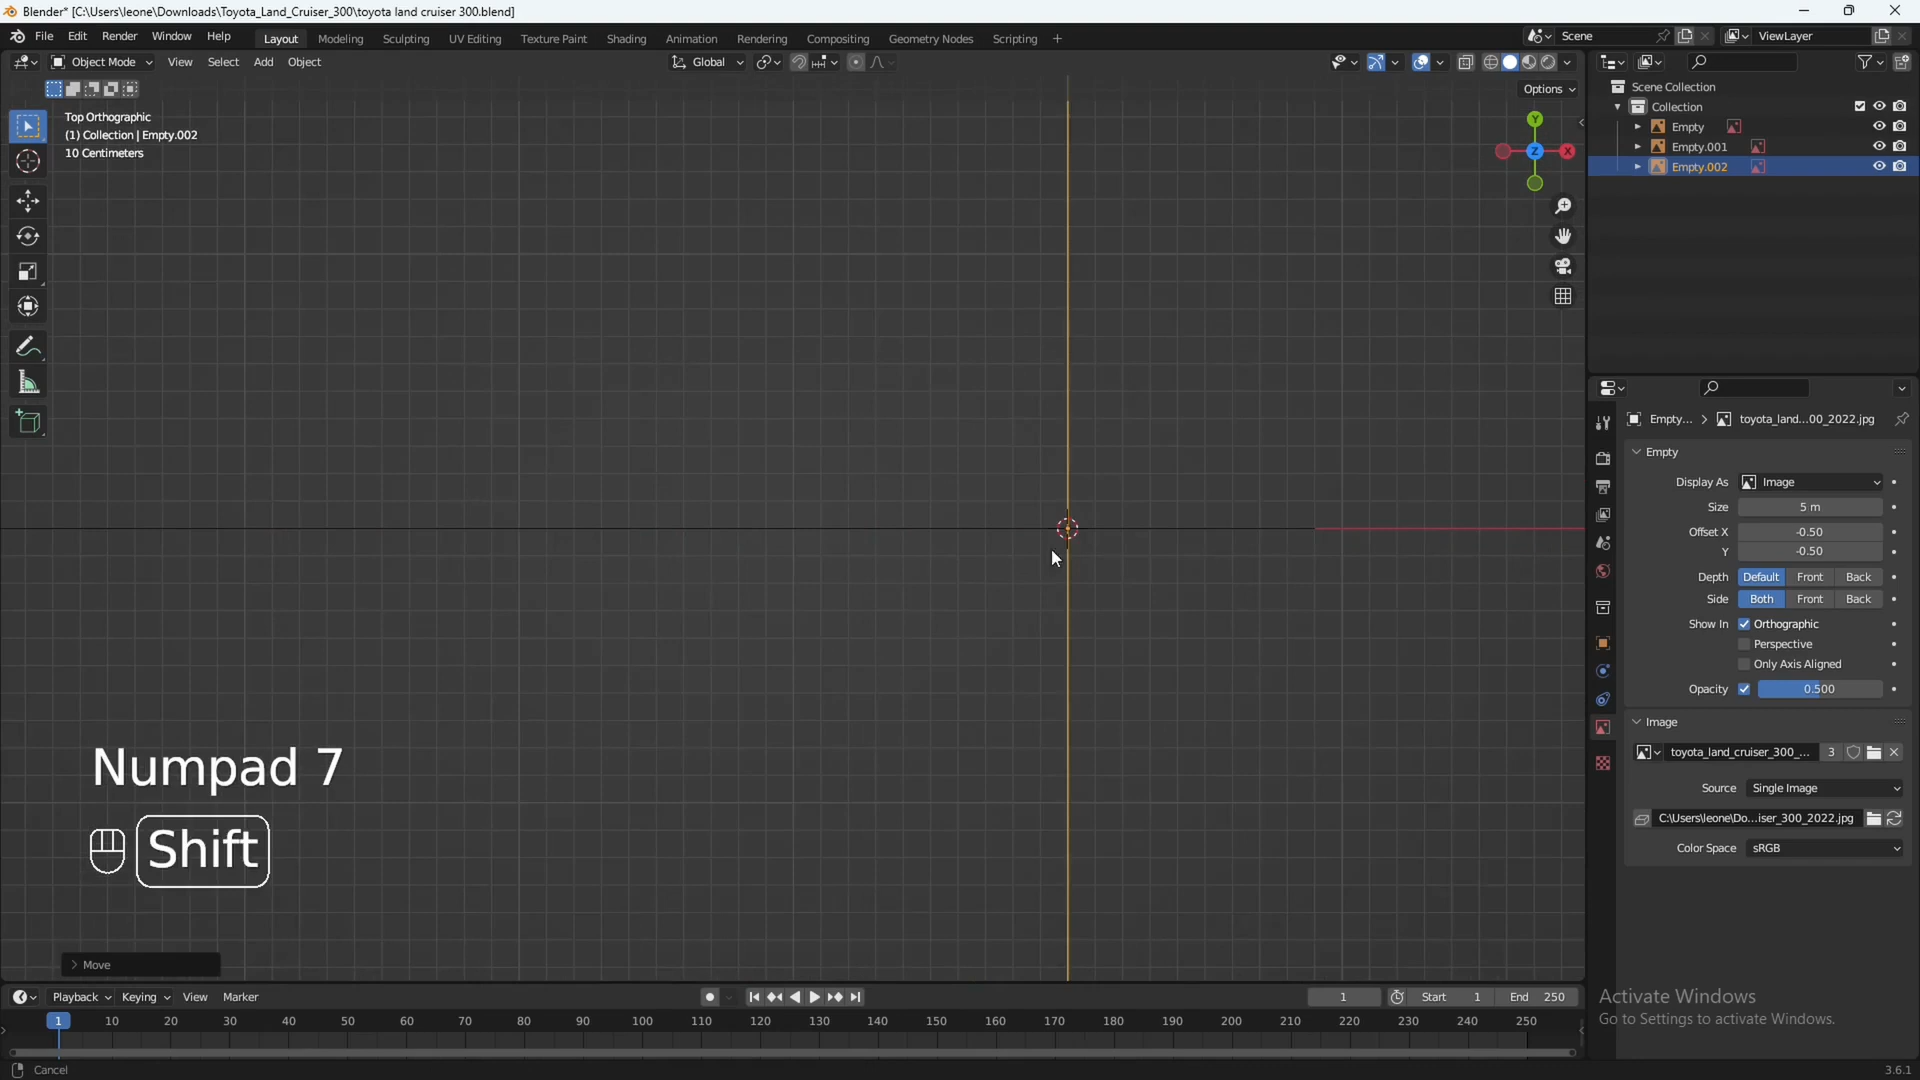 Blender* [C:\Users\leone\Downloads\Toyota_Land_Cruiser_300\toyota land cruiser 300.blend]
File Edit Render Window Help Layout Modeling Sculpting UV Editing Texture Paint Shading Animation Rendering Compositing Geometry Nodes Scripting + Scene ViewLayer
Object Mode View Select Add Object Global
Options
Top Orthographic
(1) Collection | Empty.002
10 Centimeters
Y
Z
X
Scene Collection
Collection
Empty
Empty.001
Empty.002
Empty... > toyota_land...00_2022.jpg
Empty
Display As Image
Size 5 m
Offset X -0.50
Y -0.50
Depth Default Front Back
Side Both Front Back
Show In Orthographic
Perspective
Only Axis Aligned
Opacity 0.500
Image
toyota_land_cruiser_300_... 3
Source Single Image
C:\Users\leone\Do...iser_300_2022.jpg
Color Space sRGB
Numpad 7
Shift
> Move
Playback Keying View Marker 1 Start 1 End 250
1 10 20 30 40 50 60 70 80 90 100 110 120 130 140 150 160 170 180 190 200 210 220 230 240 250
Activate Windows
Go to Settings to activate Windows.
Cancel 3.6.1